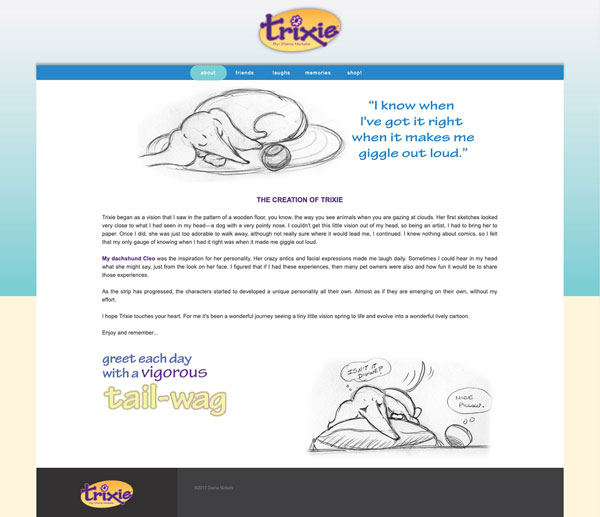 trixie
By: Diana Nickels
about friends laughs memories shop!
“I know when
I've got it right
when it makes me
giggle out loud.”
THE CREATION OF TRIXIE
Trixie began as a vision that I saw in the pattern of a wooden floor, you know, the way you see animals when you are gazing at clouds. Her first sketches looked
very close to what I had seen in my head—a dog with a very pointy nose. I couldn't get this little vision out of my head, so being an artist, I had to bring her to
paper. Once I did, she was just too adorable to walk away, although not really sure where it would lead me, I continued. I knew nothing about comics, so I felt
that my only gauge of knowing when I had it right was when it made me giggle out loud.
My dachshund Cleo was the inspiration for her personality. Her crazy antics and facial expressions made me laugh daily. Sometimes I could hear in my head
what she might say, just from the look on her face. I figured that if I had these experiences, then many pet owners were also and how fun it would be to share
those experiences.
As the strip has progressed, the characters started to developed a unique personality all their own. Almost as if they are emerging on their own, without my
effort.
I hope Trixie touches your heart. For me it's been a wonderful journey seeing a tiny little vision spring to life and evolve into a wonderful lively cartoon.
Enjoy and remember...
greet each day
with a vigorous
tail-wag
ISN'T IT
DIVINE?
NICE
PILLOW.
trixie
©2017 Diana Nickels